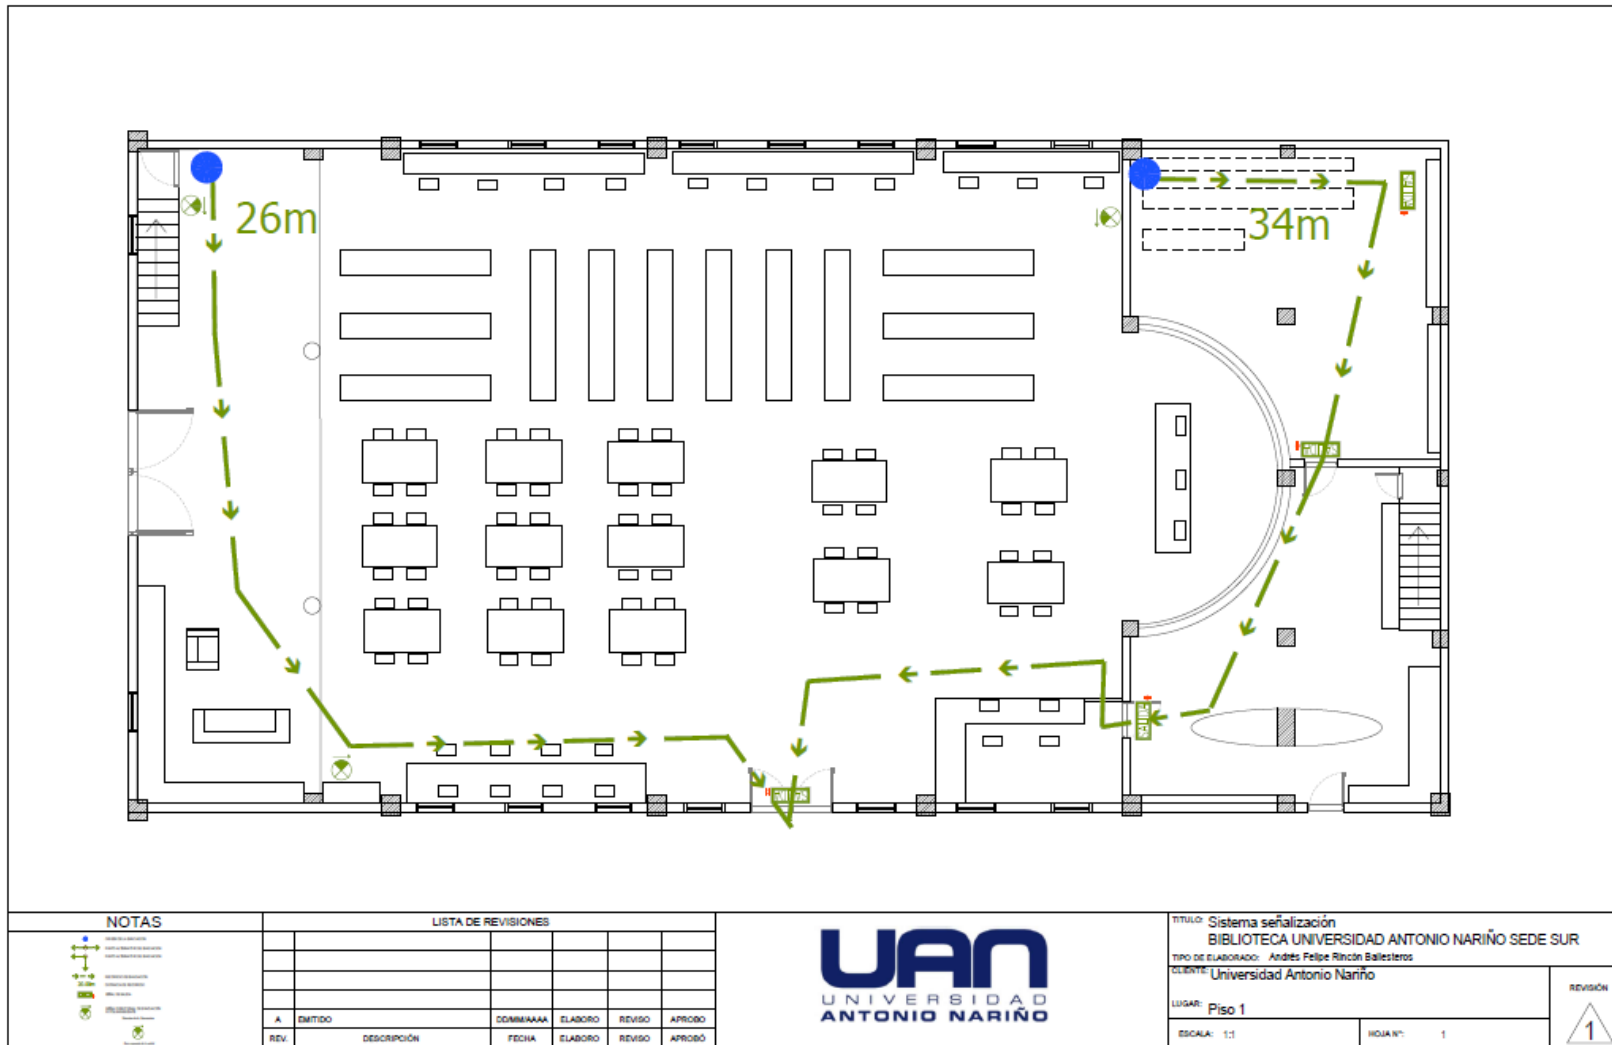 26m
34m
NOTAS
LISTA DE REVISIONES
A EMITIDO DD/MM/AAAA ELABORO REVISO APROBO
REV. DESCRIPCIÓN FECHA ELABORO REVISO APROBÓ
UAN
UNIVERSIDAD
ANTONIO NARIÑO
TITULO: Sistema señalización
BIBLIOTECA UNIVERSIDAD ANTONIO NARIÑO SEDE SUR
TIPO DE ELABORADO: Andrés Felipe Rincón Ballesteros
CLIENTE: Universidad Antonio Nariño
LUGAR: Piso 1
ESCALA: 1:1
HOJA N°: 1
REVISIÓN
1